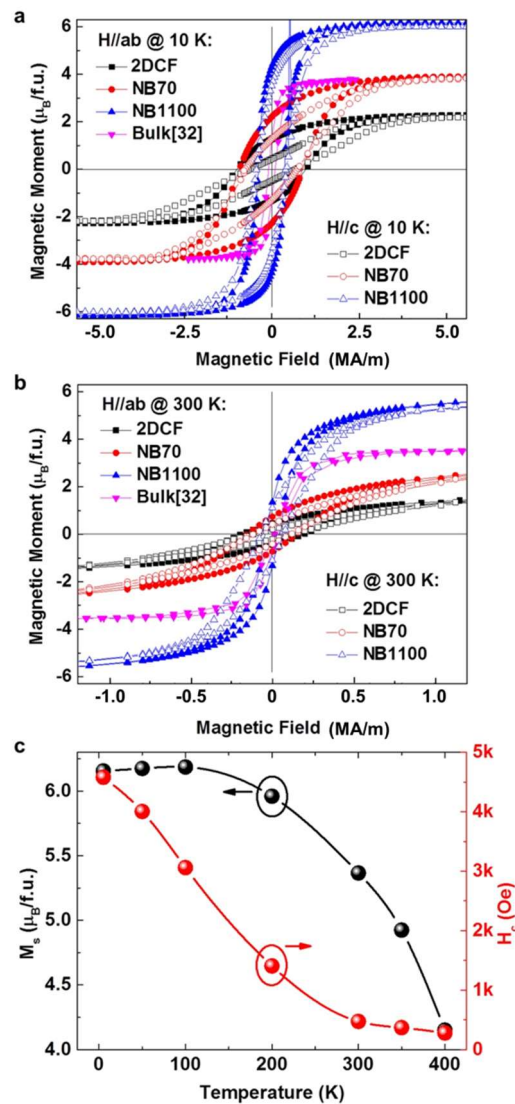 a
6
4
2
0
-2
-4
-6
H//ab @ 10 K:
2DCF
NB70
NB1100
Bulk[32]
H//c @ 10 K:
2DCF
NB70
NB1100
-5.0
-2.5
0
2.5
5.0
Magnetic Field (MA/m)
Magnetic Moment (μB/f.u.)
b
6
4
2
0
-2
-4
-6
H//ab @ 300 K:
2DCF
NB70
NB1100
Bulk[32]
H//c @ 300 K:
2DCF
NB70
NB1100
-1.0
-0.5
0
0.5
1.0
Magnetic Field (MA/m)
Magnetic Moment (μB/f.u.)
c
6.0
5.5
5.0
4.5
4.0
Ms (μB/f.u.)
5k
4k
3k
2k
1k
0
Hc (Oe)
0
100
200
300
400
Temperature (K)